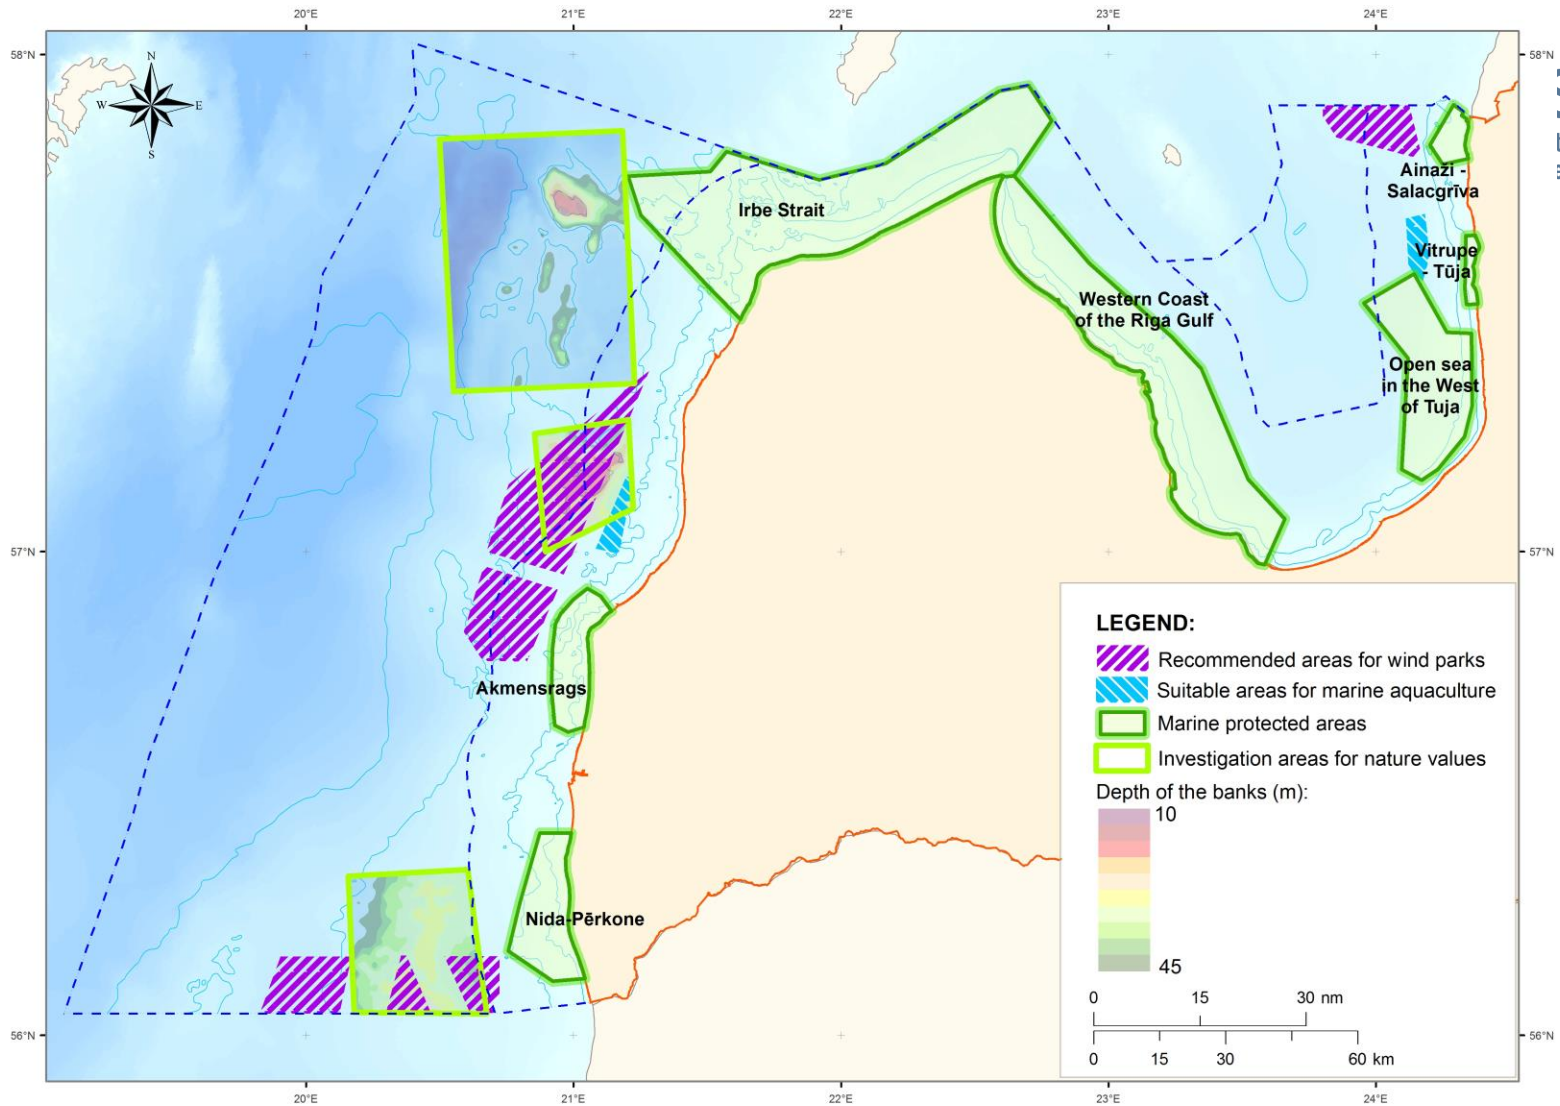 20°E 21°E 22°E 23°E 24°E
58°N 58°N
N
W E
S
Ainaži -
Salacgrīva
Irbe Strait
Vitrupe
- Tūja
Western Coast
of the Riga Gulf
Open sea
in the West
of Tuja
57°N 57°N
LEGEND:
Recommended areas for wind parks
Suitable areas for marine aquaculture
Marine protected areas
Investigation areas for nature values
Depth of the banks (m):
10
45
0 15 30 nm
0 15 30 60 km
Akmensrags
Nida-Pērkone
56°N 56°N
20°E 21°E 22°E 23°E 24°E